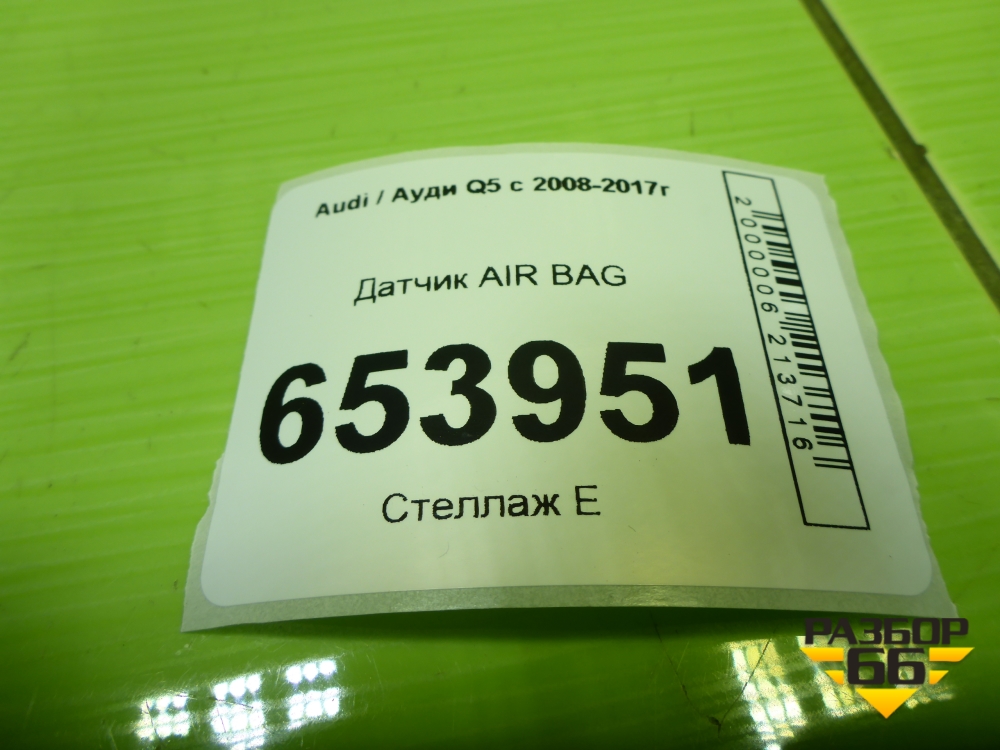 Audi / Ауди Q5 с 2008-2017г
Датчик AIR BAG
653951
Стеллаж Е
2000006213716
РАЗБОР
66